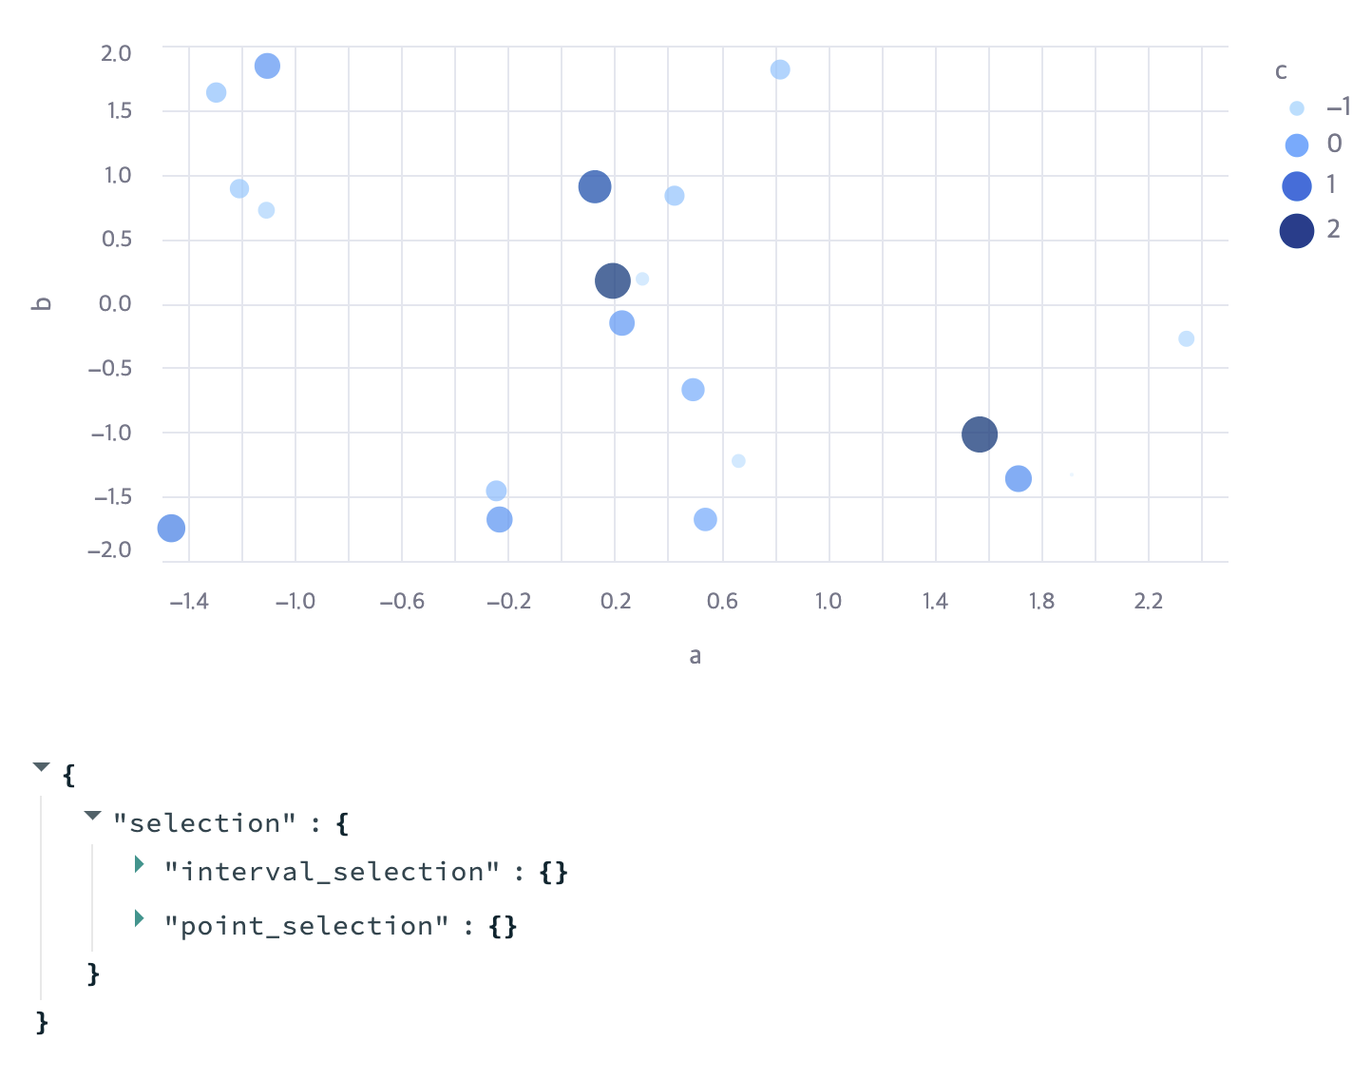 2.0
1.5
1.0
0.5
0.0
−0.5
−1.0
−1.5
−2.0
b
−1.4 −1.0 −0.6 −0.2 0.2 0.6 1.0 1.4 1.8 2.2
a
c
−1
0
1
2
{
"selection" : {
"interval_selection" : {}
"point_selection" : {}
}
}